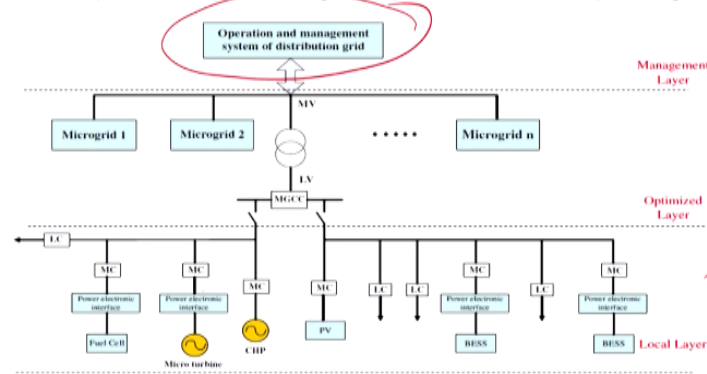 Operation and management
system of distribution grid
Management
Layer
MV
Microgrid 1
Microgrid 2
.....
Microgrid n
LV
MGCC
Optimized
Layer
LC
MC
MC
MC
MC
LC
LC
MC
LC
MC
Power electronic
interface
Power electronic
interface
Power electronic
interface
Power electronic
interface
Fuel Cell
Micro turbine
CHP
PV
BESS
BESS
Local Layer